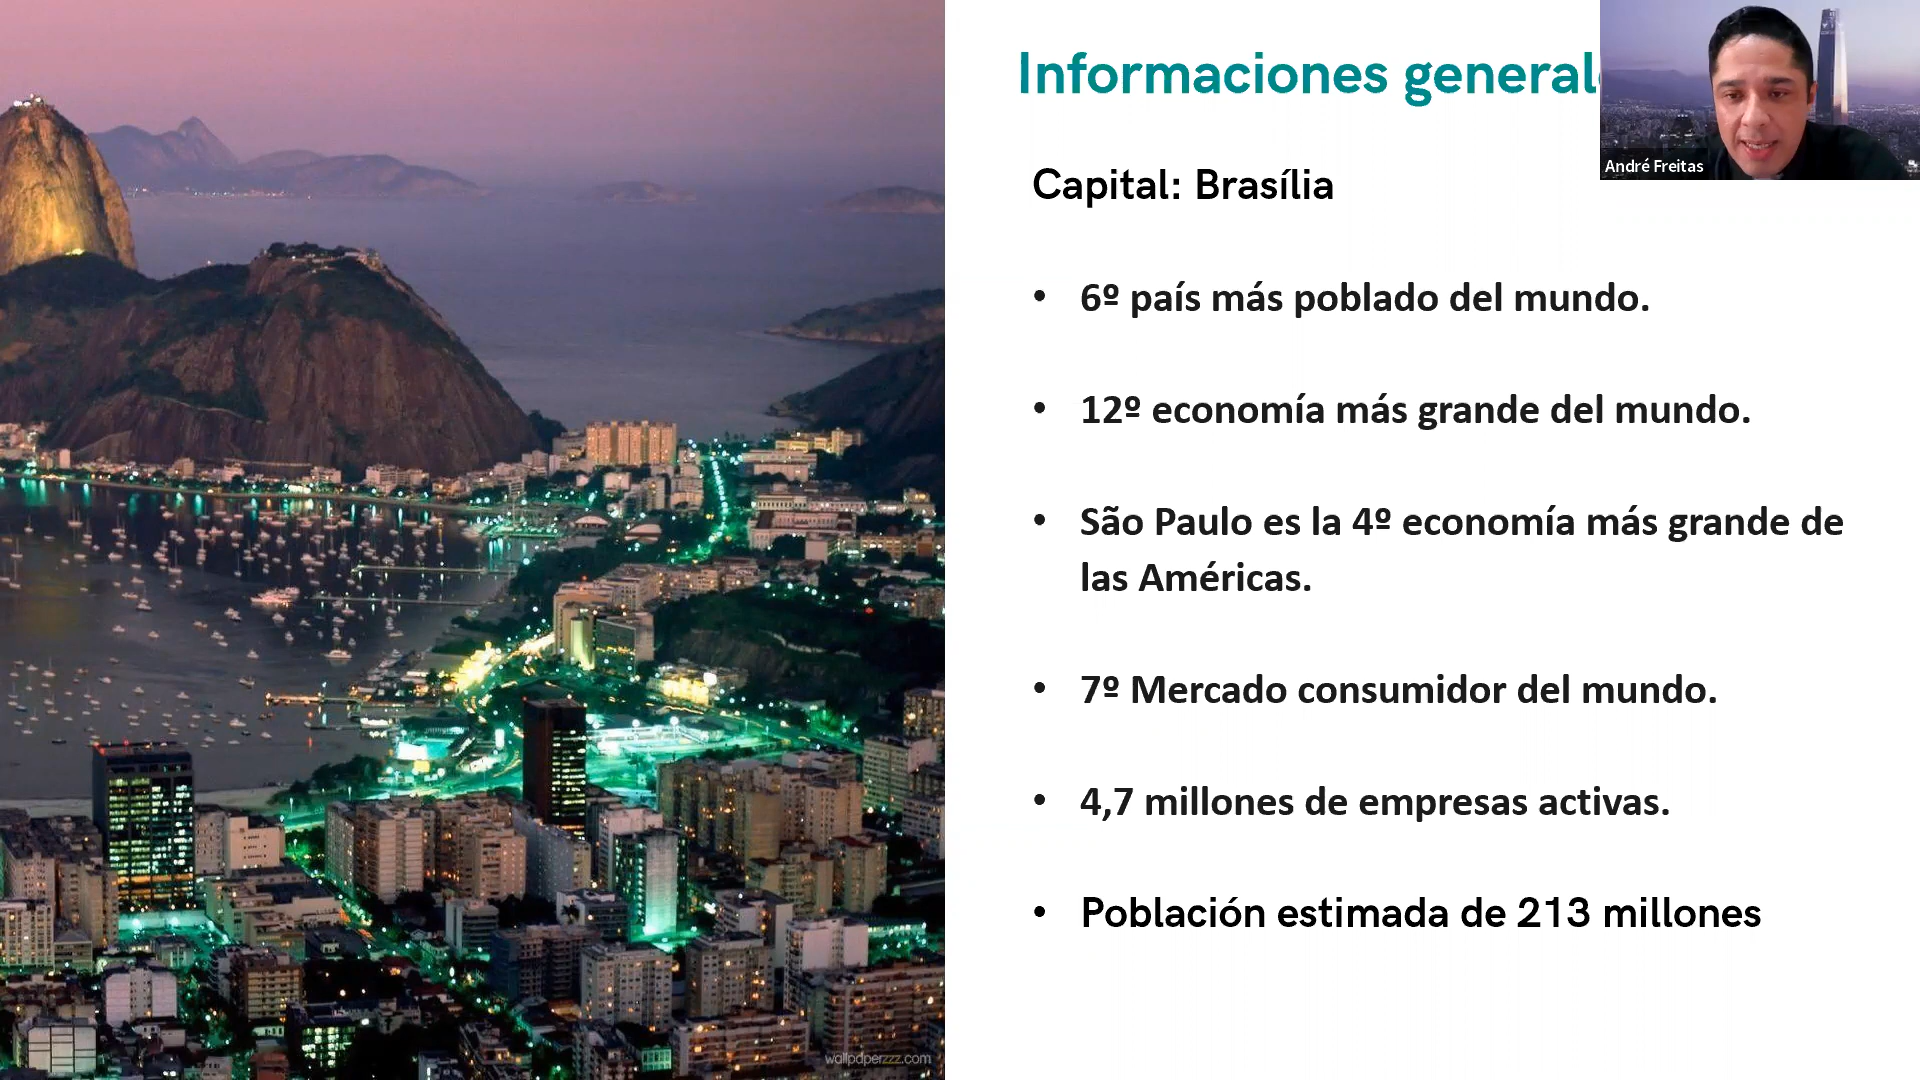 Informaciones general
André Freitas
Capital: Brasília
• 6º país más poblado del mundo.
• 12º economía más grande del mundo.
• São Paulo es la 4º economía más grande de
las Américas.
• 7º Mercado consumidor del mundo.
• 4,7 millones de empresas activas.
• Población estimada de 213 millones
wallpaperzzz.com